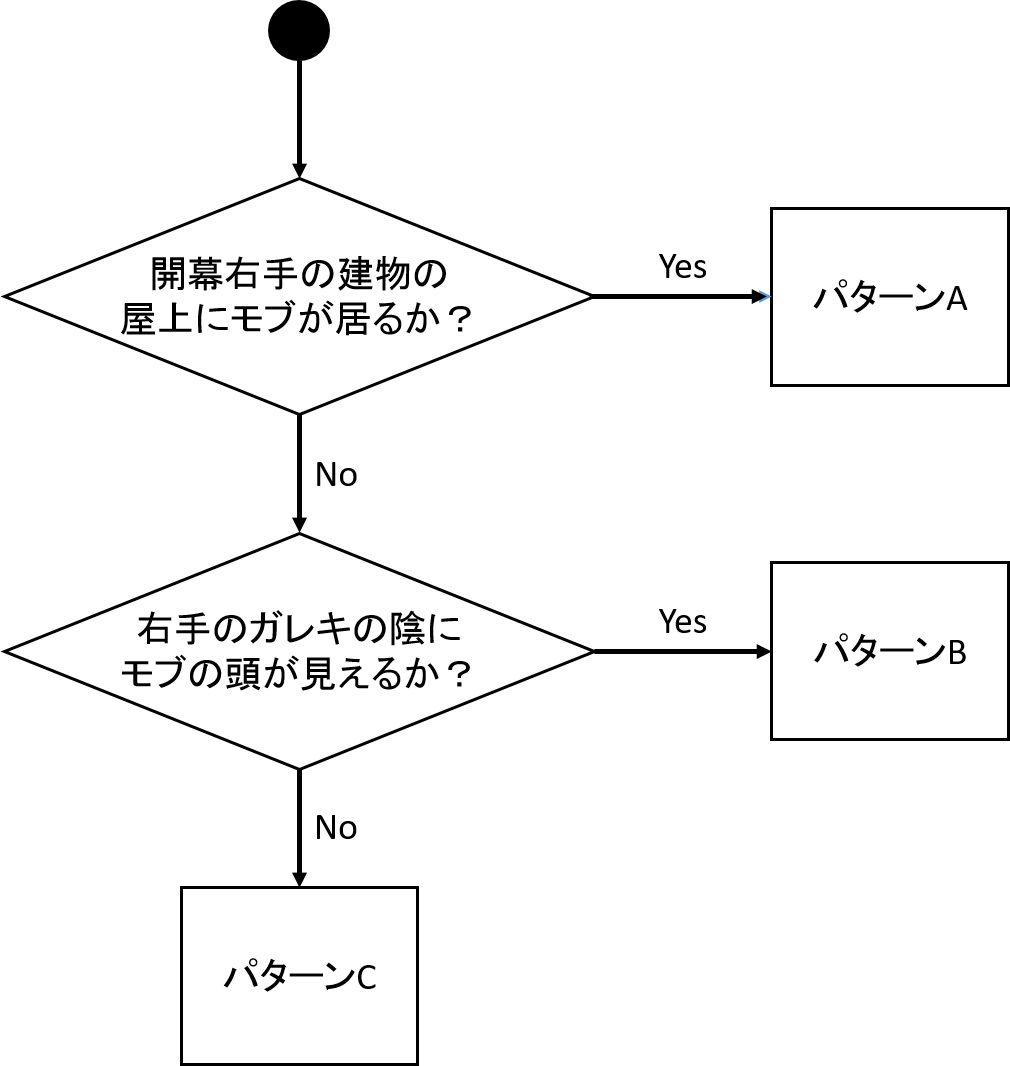 開幕右手の建物の
屋上にモブが居るか？
Yes
パターンA
No
右手のガレキの陰に
モブの頭が見えるか？
Yes
パターンB
No
パターンC